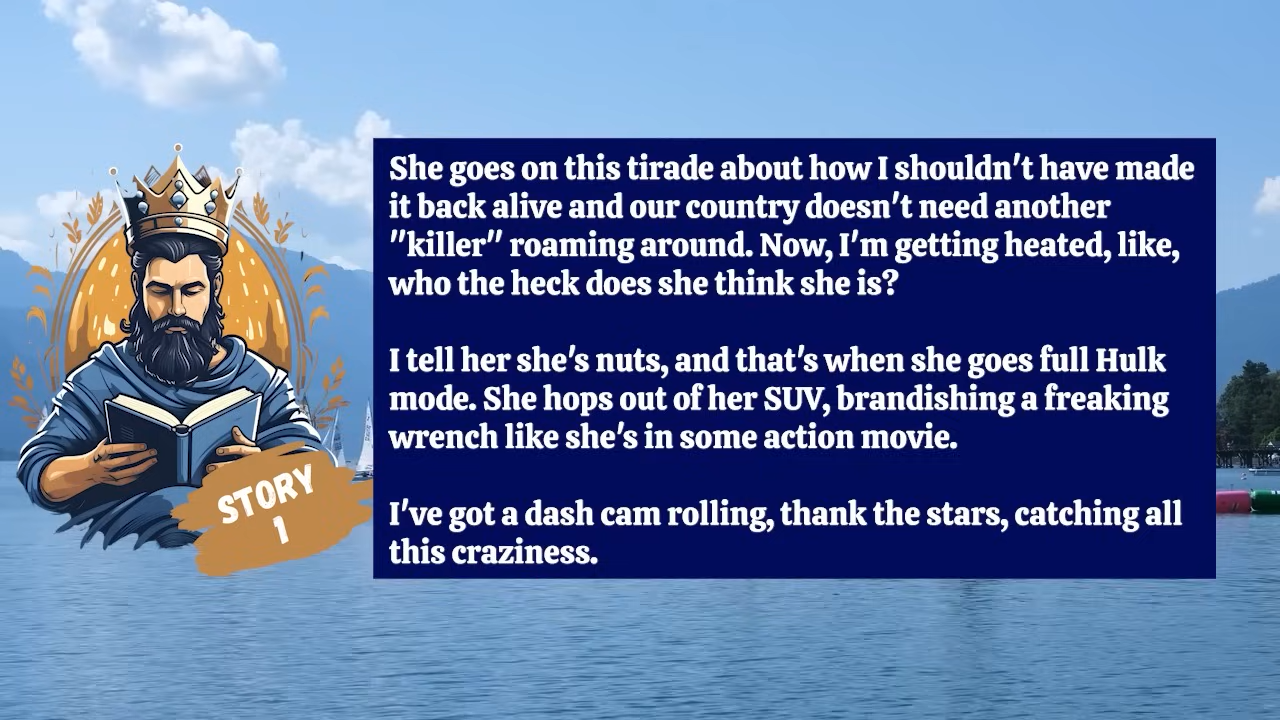 She goes on this tirade about how I shouldn't have made
it back alive and our country doesn't need another
"killer" roaming around. Now, I'm getting heated, like,
who the heck does she think she is?
I tell her she's nuts, and that's when she goes full Hulk
mode. She hops out of her SUV, brandishing a freaking
wrench like she's in some action movie.
I've got a dash cam rolling, thank the stars, catching all
this craziness.
STORY
1